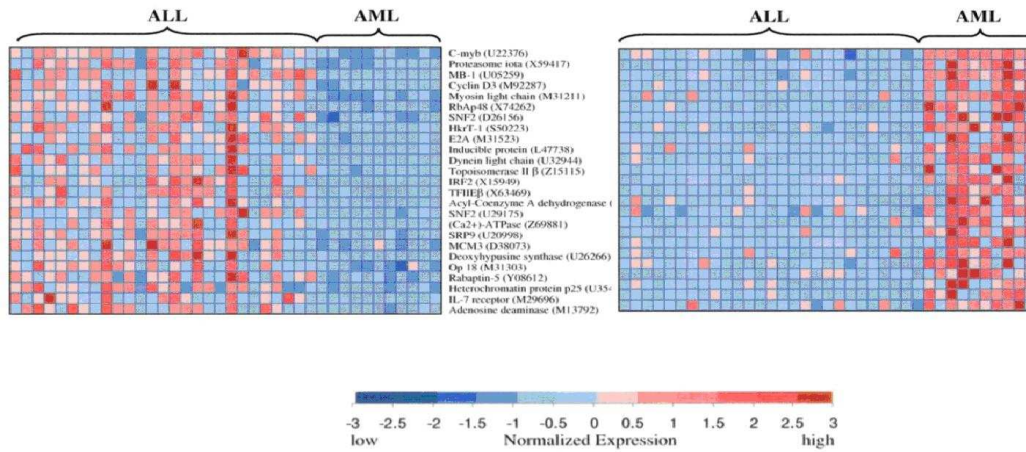 ALL
AML
ALL
AML
C-myb (U22376)
Proteasome iota (X59417)
MB-1 (U05259)
Cyclin D3 (M92287)
Myosin light chain (M31211)
RbAp48 (X74262)
SNF2 (D26156)
HkrT-1 (S50223)
E2A (M31523)
Inducible protein (L47738)
Dynein light chain (U32944)
Topoisomerase II β (Z15115)
IRF2 (X15949)
TFIIEβ (X63469)
Acyl-Coenzyme A dehydrogenase (
SNF2 (U29175)
(Ca2+)-ATPase (Z69881)
SRP9 (U20998)
MCM3 (D38073)
Deoxyhypusine synthase (U26266)
Op 18 (M31303)
Rabaptin-5 (Y08612)
Heterochromatin protein p25 (U354
IL-7 receptor (M29696)
Adenosine deaminase (M13792)
-3 -2.5 -2 -1.5 -1 -0.5 0 0.5 1 1.5 2 2.5 3
low Normalized Expression high